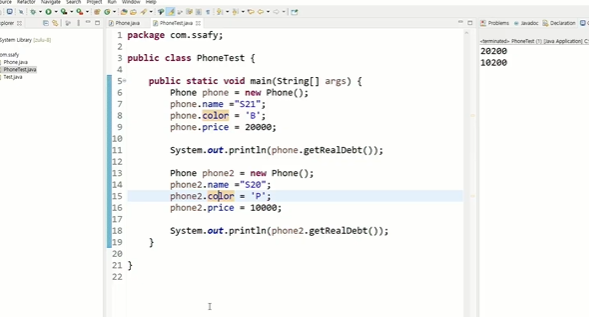 Source Refactor Navigate Search Project Run Window Help
Phone.java
PhoneTest.java
Problems Javadoc Declaration
System Library
com.ssafy
Phone.java
PhoneTest.java
Test.java
<terminated> PhoneTest (1) [Java Application]
20200
10200
1 package com.ssafy;
2
3 public class PhoneTest {
4
5 public static void main(String[] args) {
6 Phone phone = new Phone();
7 phone.name ="S21";
8 phone.color = 'B';
9 phone.price = 20000;
10
11 System.out.println(phone.getRealDebt());
12
13 Phone phone2 = new Phone();
14 phone2.name ="S20";
15 phone2.color = 'P';
16 phone2.price = 10000;
17
18 System.out.println(phone2.getRealDebt());
19 }
20
21 }
22